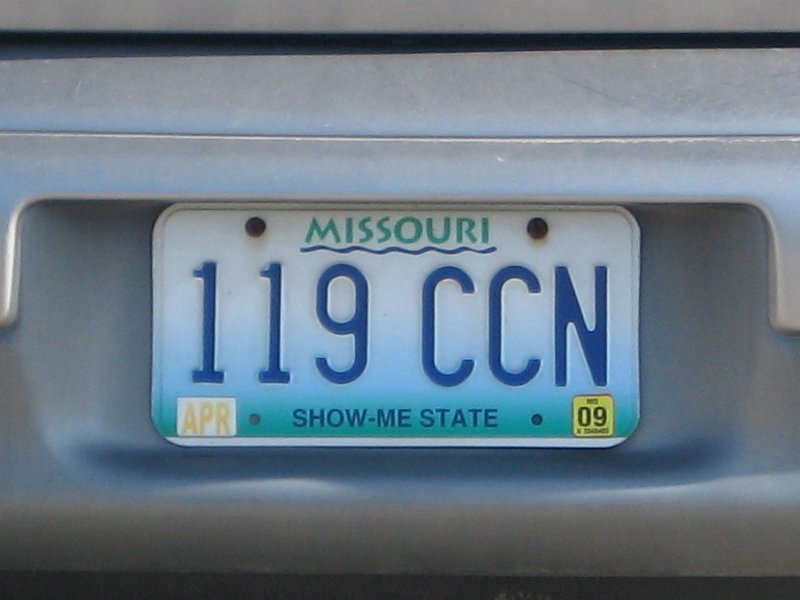 MISSOURI
119 CCN
APR SHOW-ME STATE 09